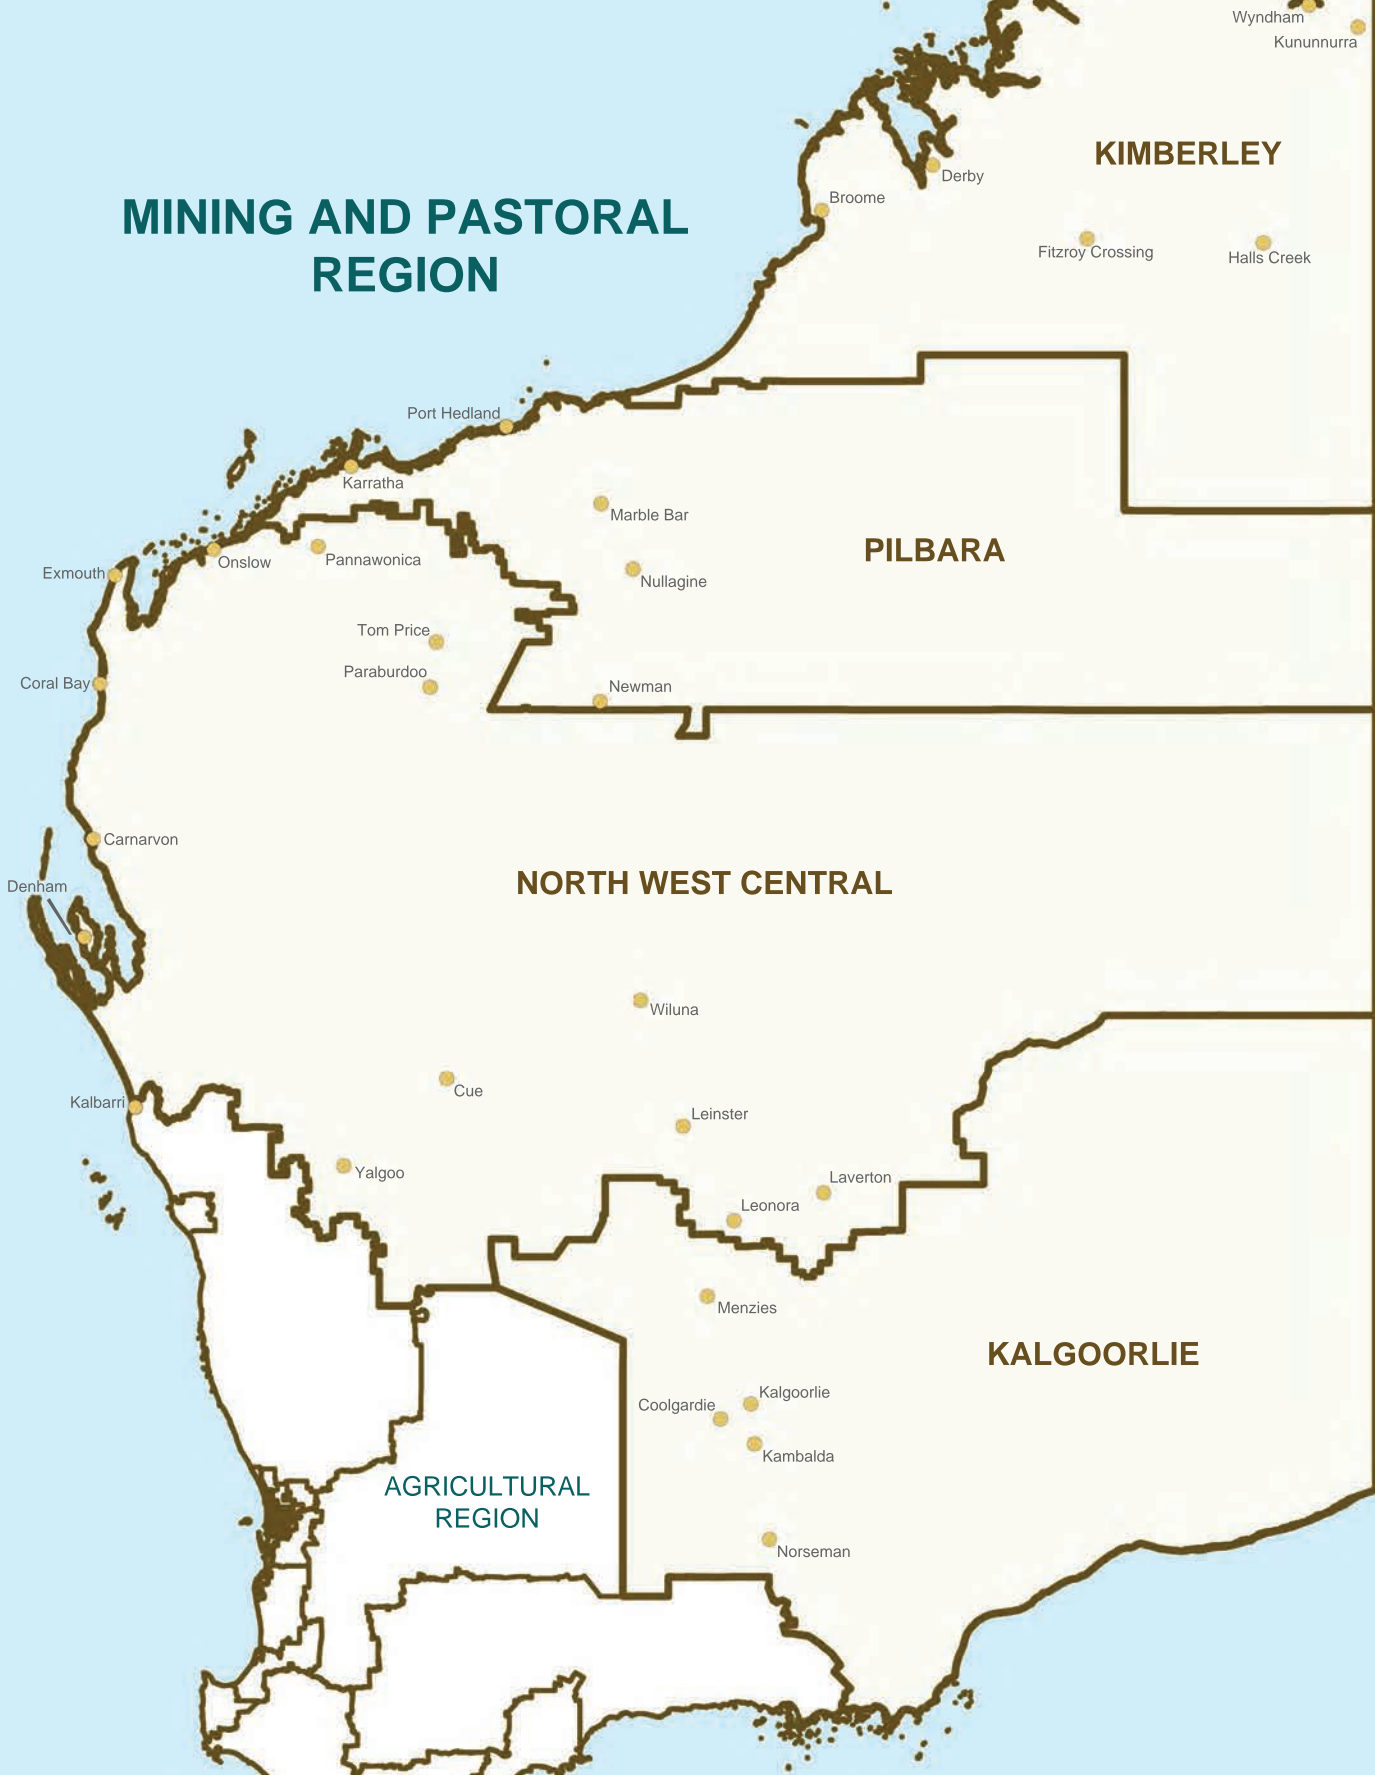 Wyndham
Kununnurra
KIMBERLEY
Derby
Broome
MINING AND PASTORAL
REGION
Fitzroy Crossing
Halls Creek
Port Hedland
Karratha
Marble Bar
PILBARA
Onslow
Pannawonica
Exmouth
Nullagine
Tom Price
Paraburdoo
Coral Bay
Newman
Carnarvon
NORTH WEST CENTRAL
Denham
Wiluna
Cue
Kalbarri
Leinster
Yalgoo
Laverton
Leonora
Menzies
KALGOORLIE
Kalgoorlie
Coolgardie
Kambalda
AGRICULTURAL
REGION
Norseman